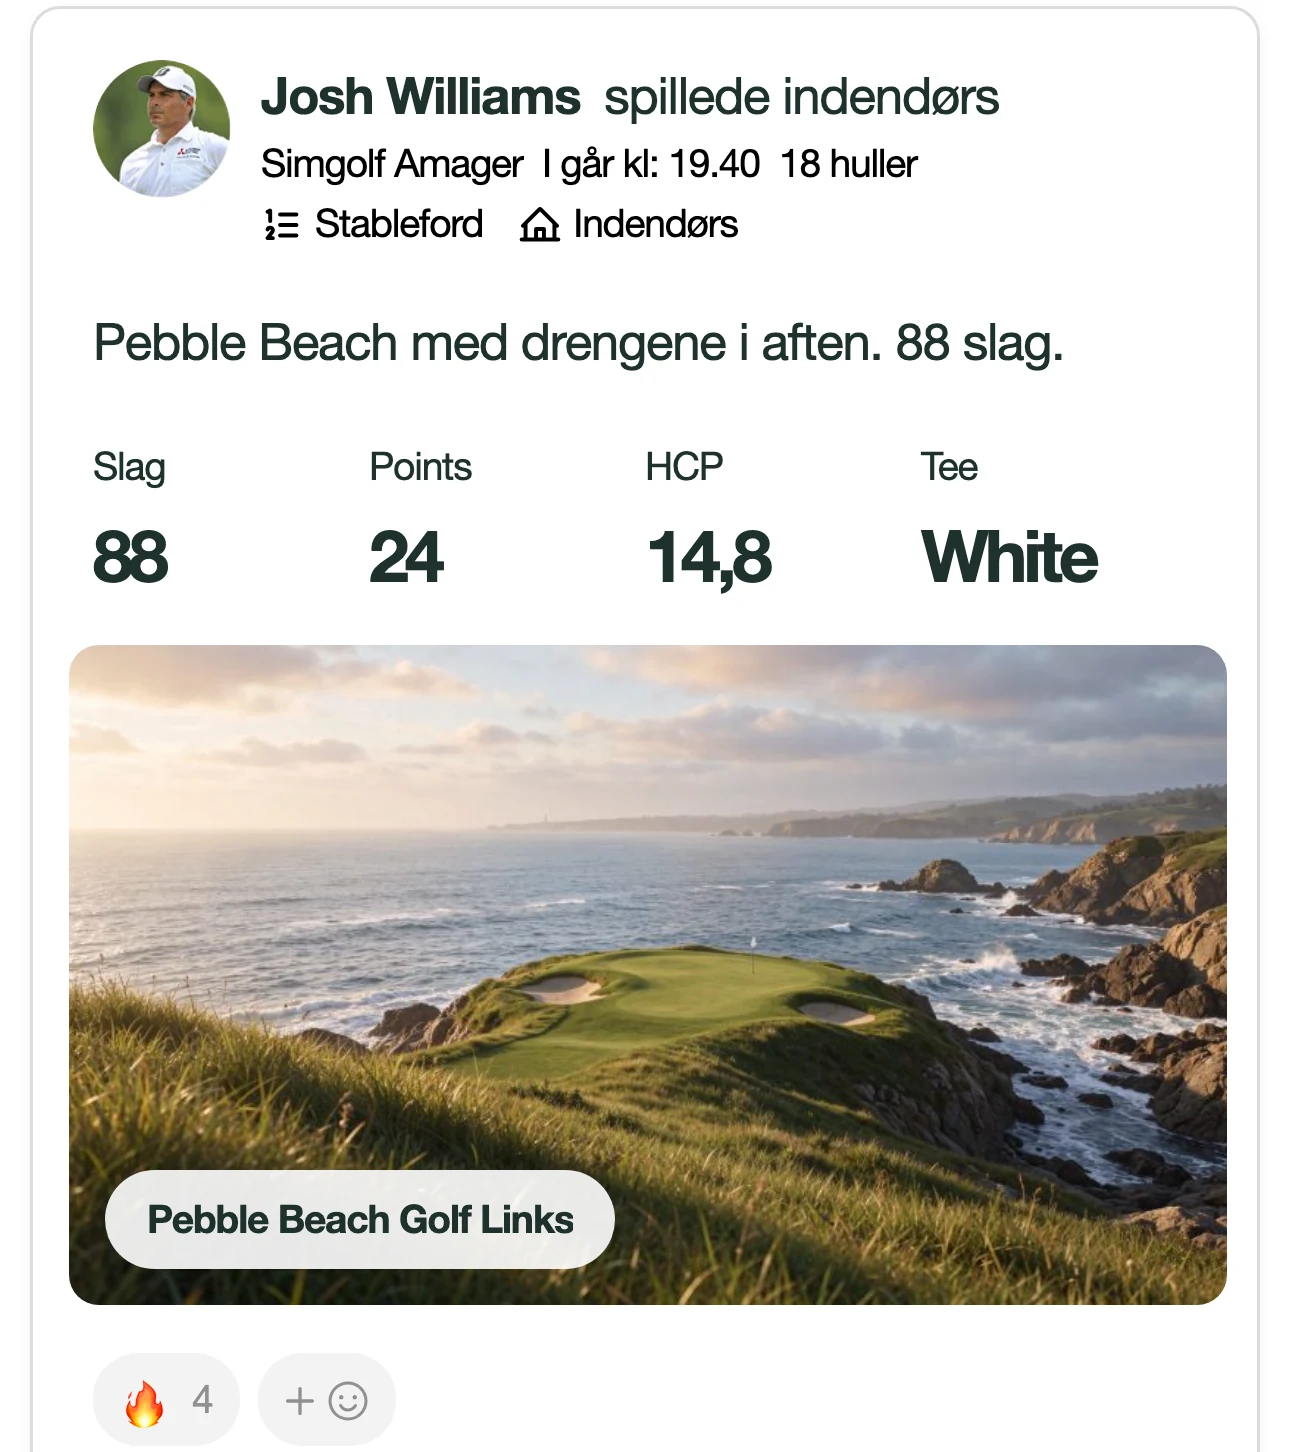 Josh Williams spillede indendørs
Simgolf Amager I går kl: 19.40 18 huller
Stableford Indendørs
Pebble Beach med drengene i aften. 88 slag.
Slag Points HCP Tee
88 24 14,8 White
Pebble Beach Golf Links
🔥 4 +